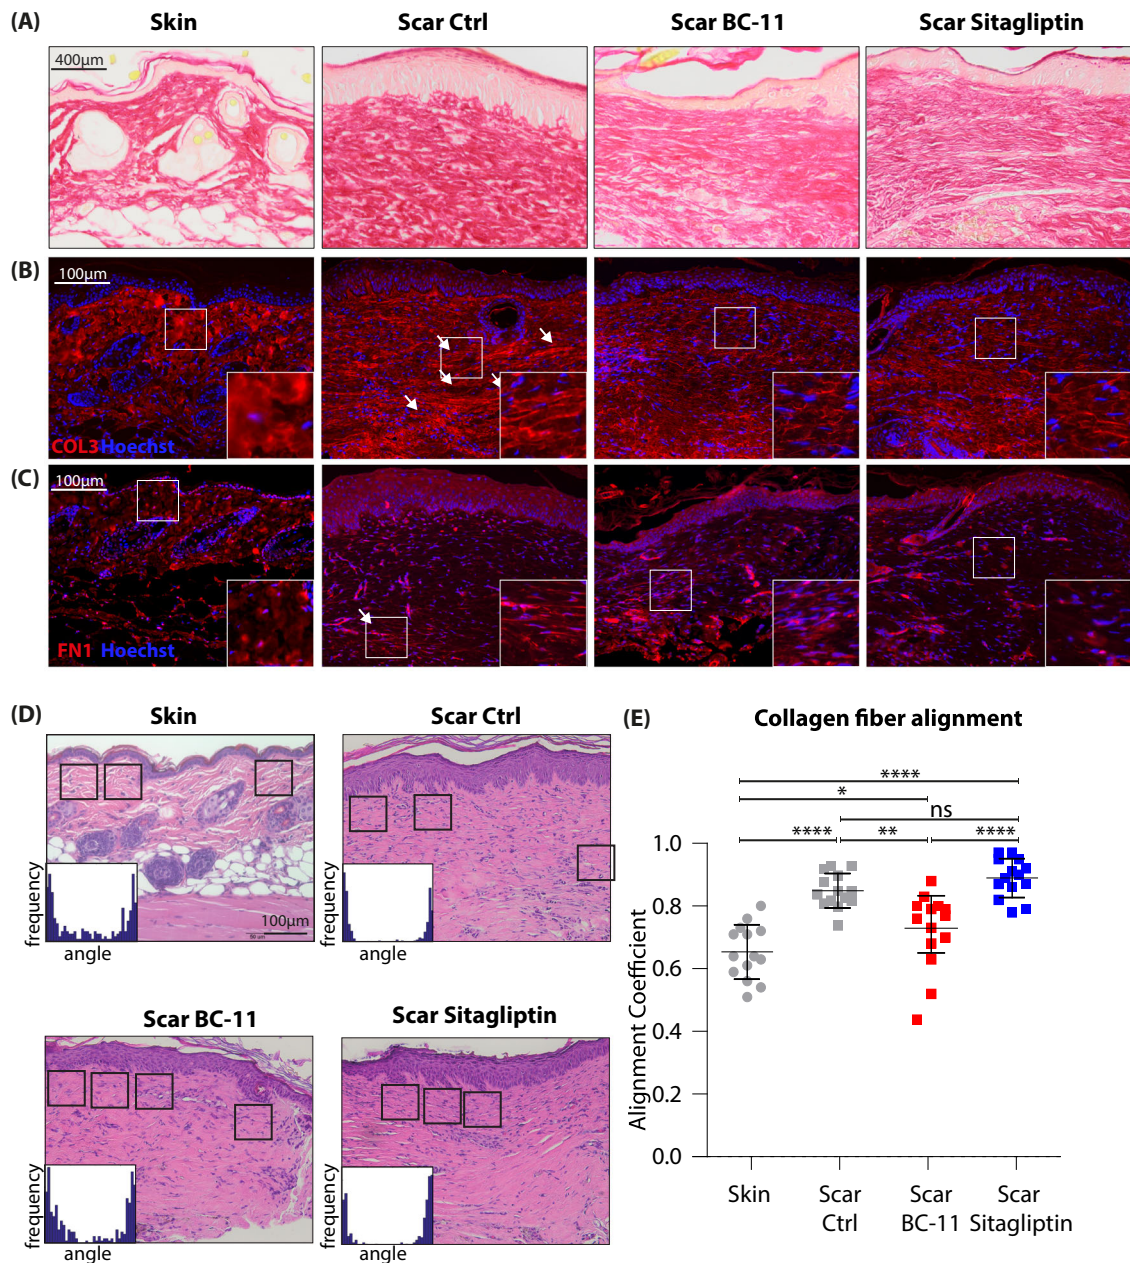 (A) Skin Scar Ctrl Scar BC-11 Scar Sitagliptin
400µm
(B)
100µm
COL3 Hoechst
(C)
100µm
FN1 Hoechst
(D) Skin Scar Ctrl
frequency
angle
100µm
frequency
angle
Scar BC-11 Scar Sitagliptin
frequency
angle
frequency
angle
(E) Collagen fiber alignment
****
*
ns
**** ** ****
Alignment Coefficient
1.0
0.8
0.6
0.4
0.2
0.0
Skin Scar Scar Scar
Ctrl BC-11 Sitagliptin